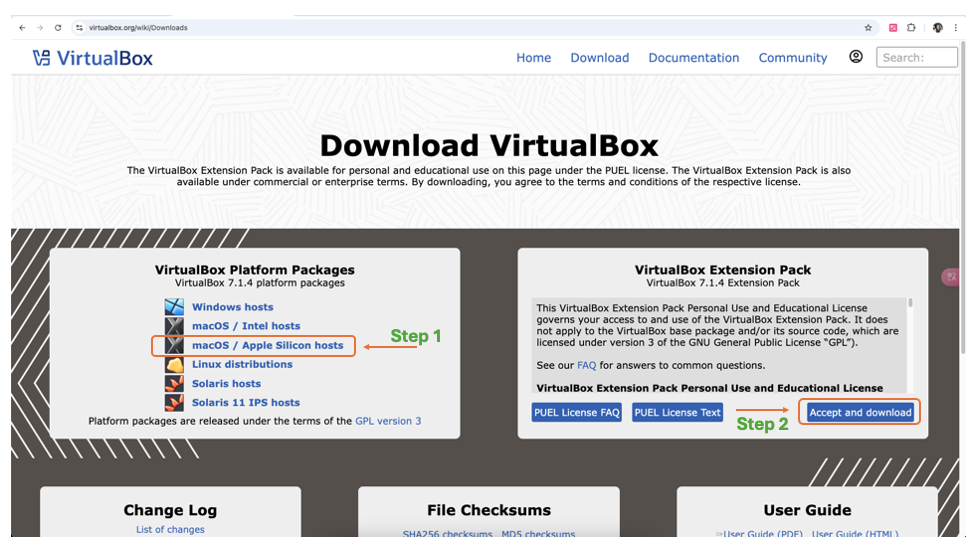 virtualbox.org/wiki/Downloads
VirtualBox
Home Download Documentation Community Search:
Download VirtualBox
The VirtualBox Extension Pack is available for personal and educational use on this page under the PUEL license. The VirtualBox Extension Pack is also
available under commercial or enterprise terms. By downloading, you agree to the terms and conditions of the respective license.
VirtualBox Platform Packages
VirtualBox 7.1.4 platform packages
Windows hosts
macOS / Intel hosts
macOS / Apple Silicon hosts
Step 1
Linux distributions
Solaris hosts
Solaris 11 IPS hosts
Platform packages are released under the terms of the GPL version 3
VirtualBox Extension Pack
VirtualBox 7.1.4 Extension Pack
This VirtualBox Extension Pack Personal Use and Educational License
governs your access to and use of the VirtualBox Extension Pack. It does
not apply to the VirtualBox base package and/or its source code, which are
licensed under version 3 of the GNU General Public License “GPL”).
See our FAQ for answers to common questions.
VirtualBox Extension Pack Personal Use and Educational License
PUEL License FAQ PUEL License Text Accept and download
Step 2
Change Log
List of changes
File Checksums
SHA256 checksums MD5 checksums
User Guide
User Guide (PDF) User Guide (HTML)